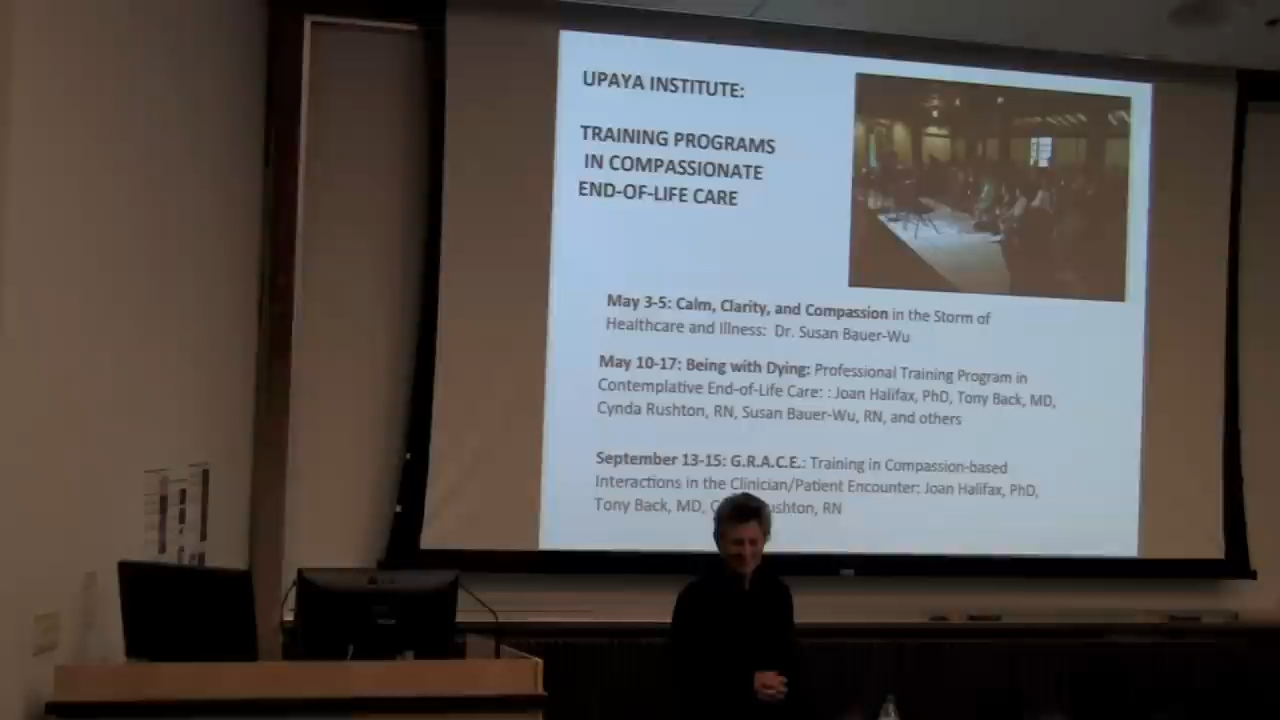 UPAYA INSTITUTE:
TRAINING PROGRAMS
IN COMPASSIONATE
END-OF-LIFE CARE
May 3-5: Calm, Clarity, and Compassion in the Storm of
Healthcare and Illness: Dr. Susan Bauer-Wu
May 10-17: Being with Dying: Professional Training Program in
Contemplative End-of-Life Care: : Joan Halifax, PhD, Tony Back, MD,
Cynda Rushton, RN, Susan Bauer-Wu, RN, and others
September 13-15: G.R.A.C.E.: Training in Compassion-based
Interactions in the Clinician/Patient Encounter: Joan Halifax, PhD,
Tony Back, MD, RN